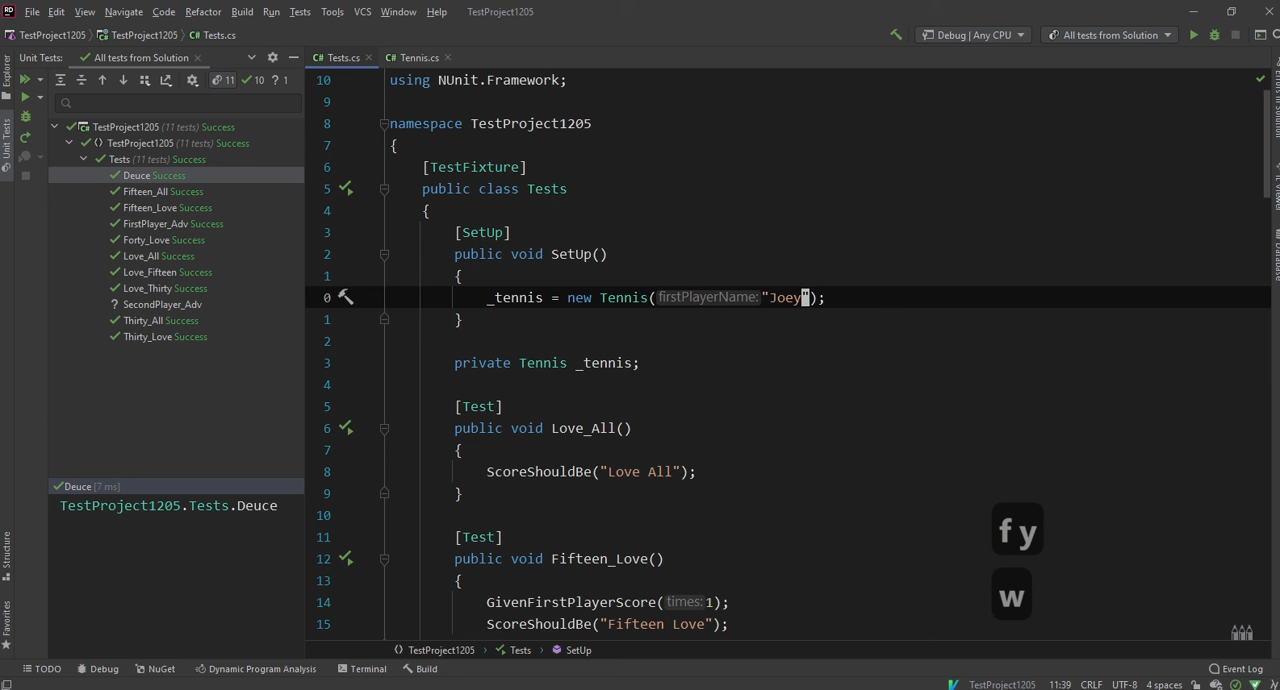 RD File Edit View Navigate Code Refactor Build Run Tests Tools VCS Window Help TestProject1205
TestProject1205 › TestProject1205 › C# Tests.cs Debug | Any CPU All tests from Solution
Unit Tests: All tests from Solution
C# Tests.cs C# Tennis.cs
11 10 ? 1
TestProject1205 (11 tests) Success
TestProject1205 (11 tests) Success
Tests (11 tests) Success
Deuce Success
Fifteen_All Success
Fifteen_Love Success
FirstPlayer_Adv Success
Forty_Love Success
Love_All Success
Love_Fifteen Success
Love_Thirty Success
? SecondPlayer_Adv
Thirty_All Success
Thirty_Love Success
Deuce [7 ms]
TestProject1205.Tests.Deuce
Explorer
Unit Tests
Structure
Favorites
10 using NUnit.Framework;
9
8 namespace TestProject1205
7 {
6 [TestFixture]
5 public class Tests
4 {
3 [SetUp]
2 public void SetUp()
1 {
0 _tennis = new Tennis( firstPlayerName: "Joey");
1 }
2
3 private Tennis _tennis;
4
5 [Test]
6 public void Love_All()
7 {
8 ScoreShouldBe("Love All");
9 }
10
11 [Test]
12 public void Fifteen_Love()
13 {
14 GivenFirstPlayerScore( times: 1);
15 ScoreShouldBe("Fifteen Love");
f y
w
Database
() TestProject1205 › Tests › SetUp
TODO Debug NuGet Dynamic Program Analysis Terminal Build Event Log
TestProject1205 11:39 CRLF UTF-8 4 spaces